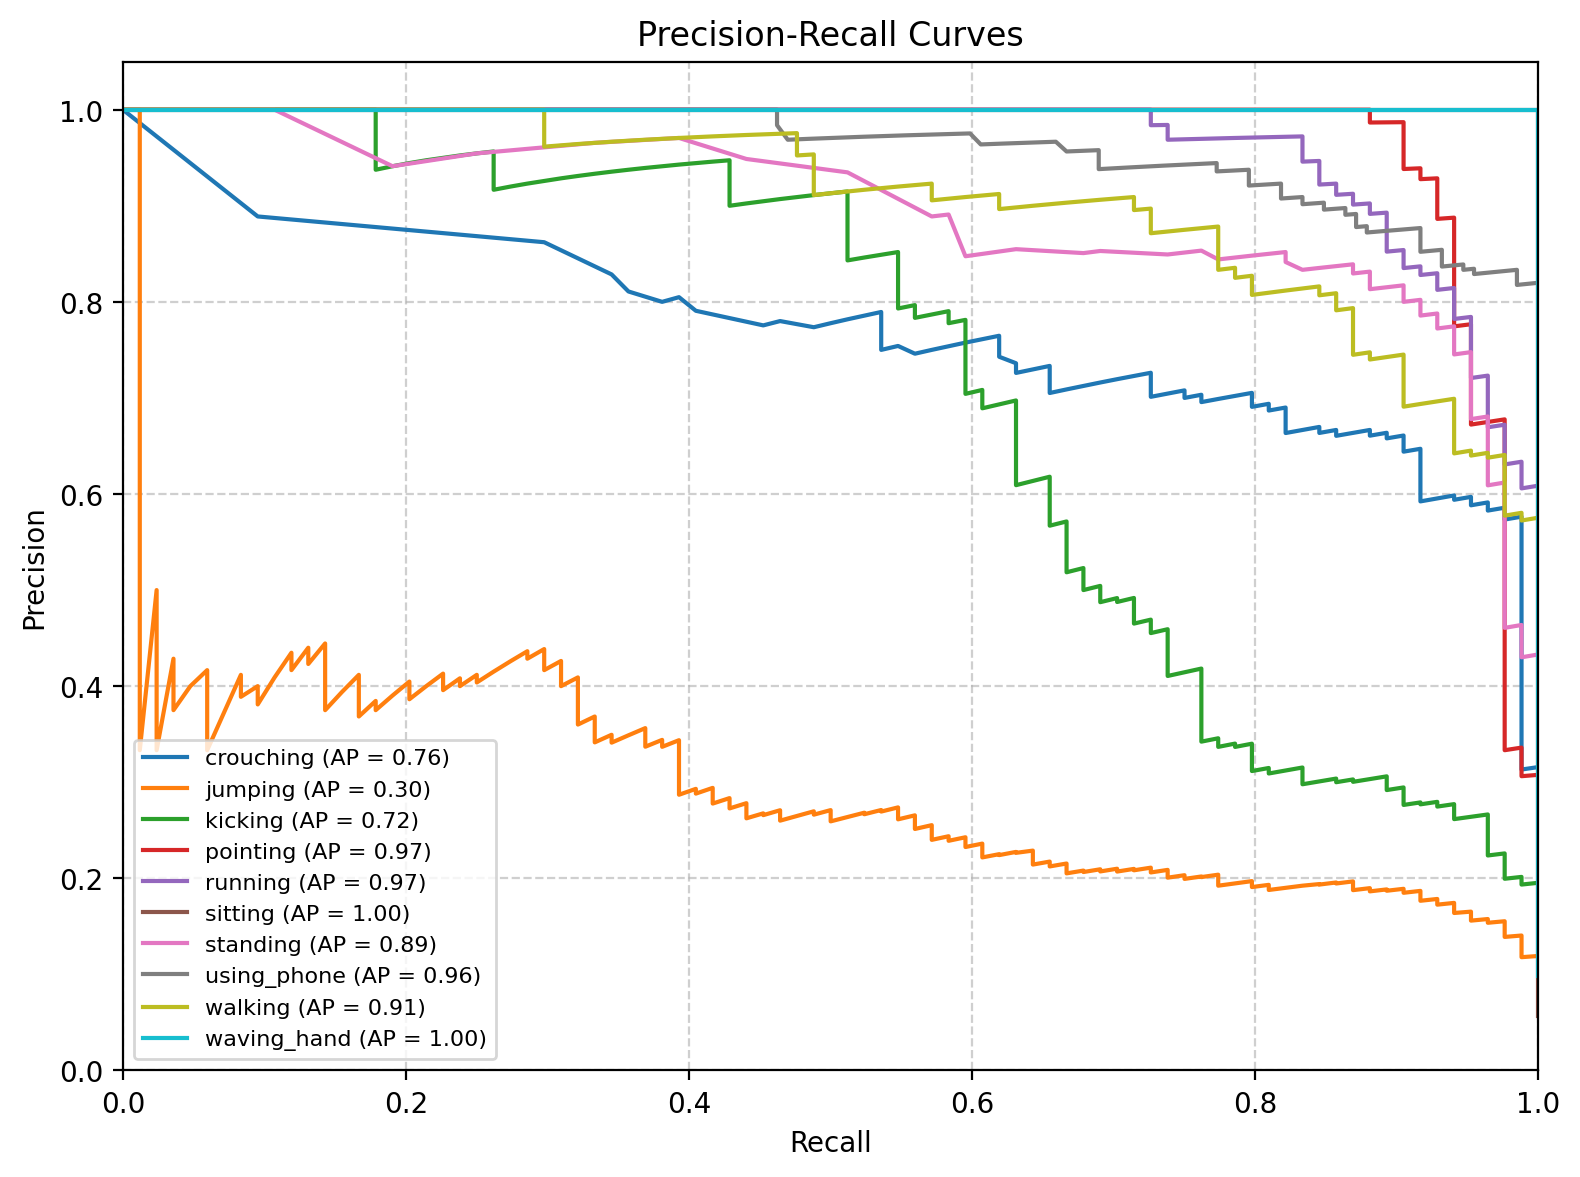 Precision-Recall Curves
1.0
0.8
0.6
0.4
0.2
0.0
Precision
crouching (AP = 0.76)
jumping (AP = 0.30)
kicking (AP = 0.72)
pointing (AP = 0.97)
running (AP = 0.97)
sitting (AP = 1.00)
standing (AP = 0.89)
using_phone (AP = 0.96)
walking (AP = 0.91)
waving_hand (AP = 1.00)
0.0 0.2 0.4 0.6 0.8 1.0
Recall